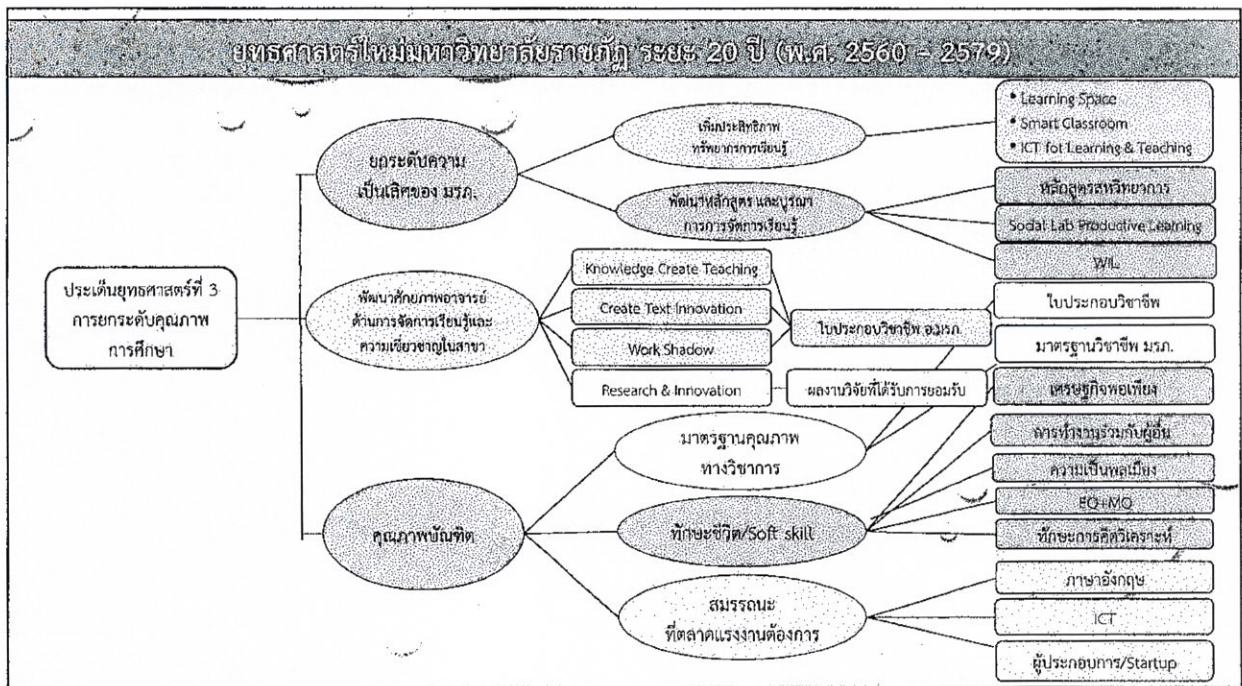 ยุทธศาสตร์ใหม่มหาวิทยาลัยราชภัฏ ระยะ 20 ปี (พ.ศ. 2560 - 2579)
ประเด็นยุทธศาสตร์ที่ 3
การยกระดับคุณภาพ
การศึกษา
ยกระดับความ
เป็นเลิศของ มรภ.
เพิ่มประสิทธิภาพ
ทรัพยากรการเรียนรู้
• Learning Space
• Smart Classroom
• ICT fot Learning & Teaching
พัฒนาหลักสูตร และบูรณา
การการจัดการเรียนรู้
หลักสูตรสหวิทยาการ
Social Lab Productive Learning
WIL
พัฒนาศักยภาพอาจารย์
ด้านการจัดการเรียนรู้และ
ความเชี่ยวชาญในสาขา
Knowledge Create Teaching
Create Text Innovation
Work Shadow
Research & Innovation
ใบประกอบวิชาชีพ อ.มรภ
ผลงานวิจัยที่ได้รับการยอมรับ
คุณภาพบัณฑิต
มาตรฐานคุณภาพ
ทางวิชาการ
ใบประกอบวิชาชีพ
มาตรฐานวิชาชีพ มรภ.
ทักษะชีวิต/Soft skill
เศรษฐกิจพอเพียง
การทำงานร่วมกับผู้อื่น
ความเป็นพลเมือง
EQ+MQ
ทักษะการคิดวิเคราะห์
สมรรถนะ
ที่ตลาดแรงงานต้องการ
ภาษาอังกฤษ
ICT
ผู้ประกอบการ/Startup